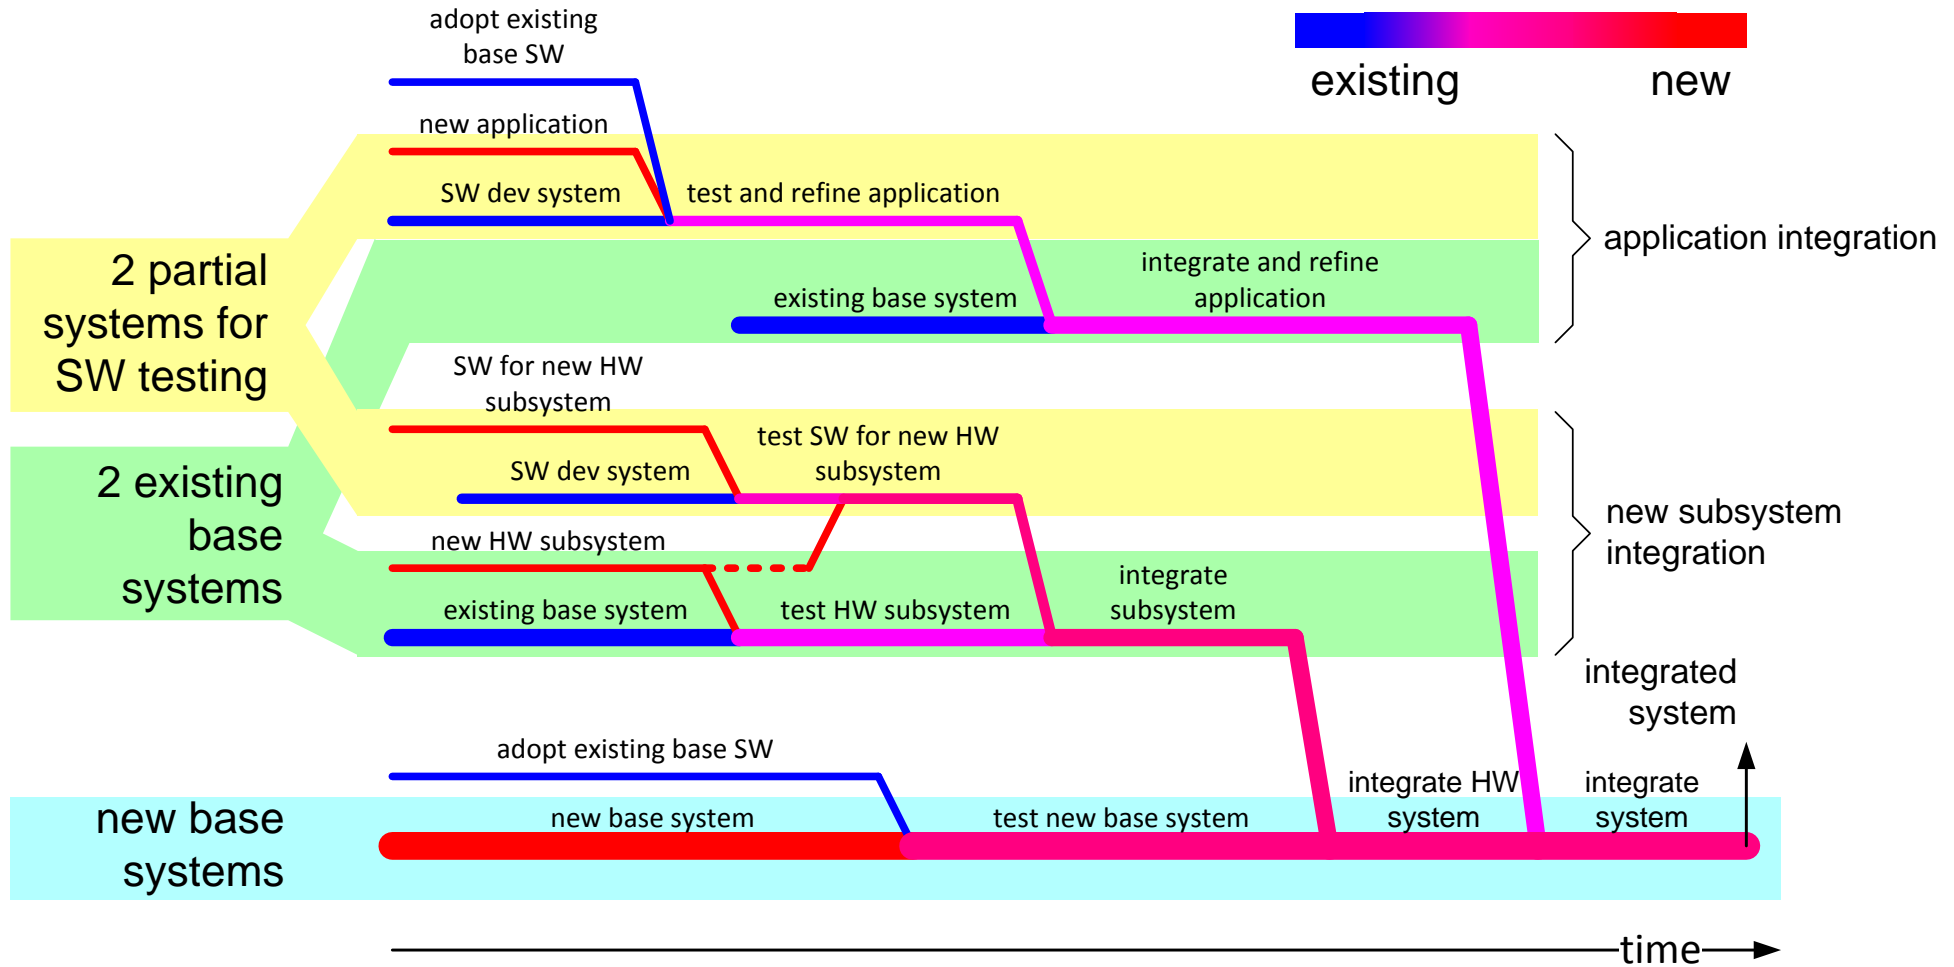 adopt existing
base SW
existing
new
new application
SW dev system
test and refine application
application integration
2 partial
systems for
SW testing
integrate and refine
application
existing base system
SW for new HW
subsystem
test SW for new HW
subsystem
SW dev system
2 existing
base
systems
new HW subsystem
new subsystem
integration
integrate
subsystem
existing base system
test HW subsystem
integrated
system
adopt existing base SW
new base
systems
new base system
test new base system
integrate HW
system
integrate
system
time